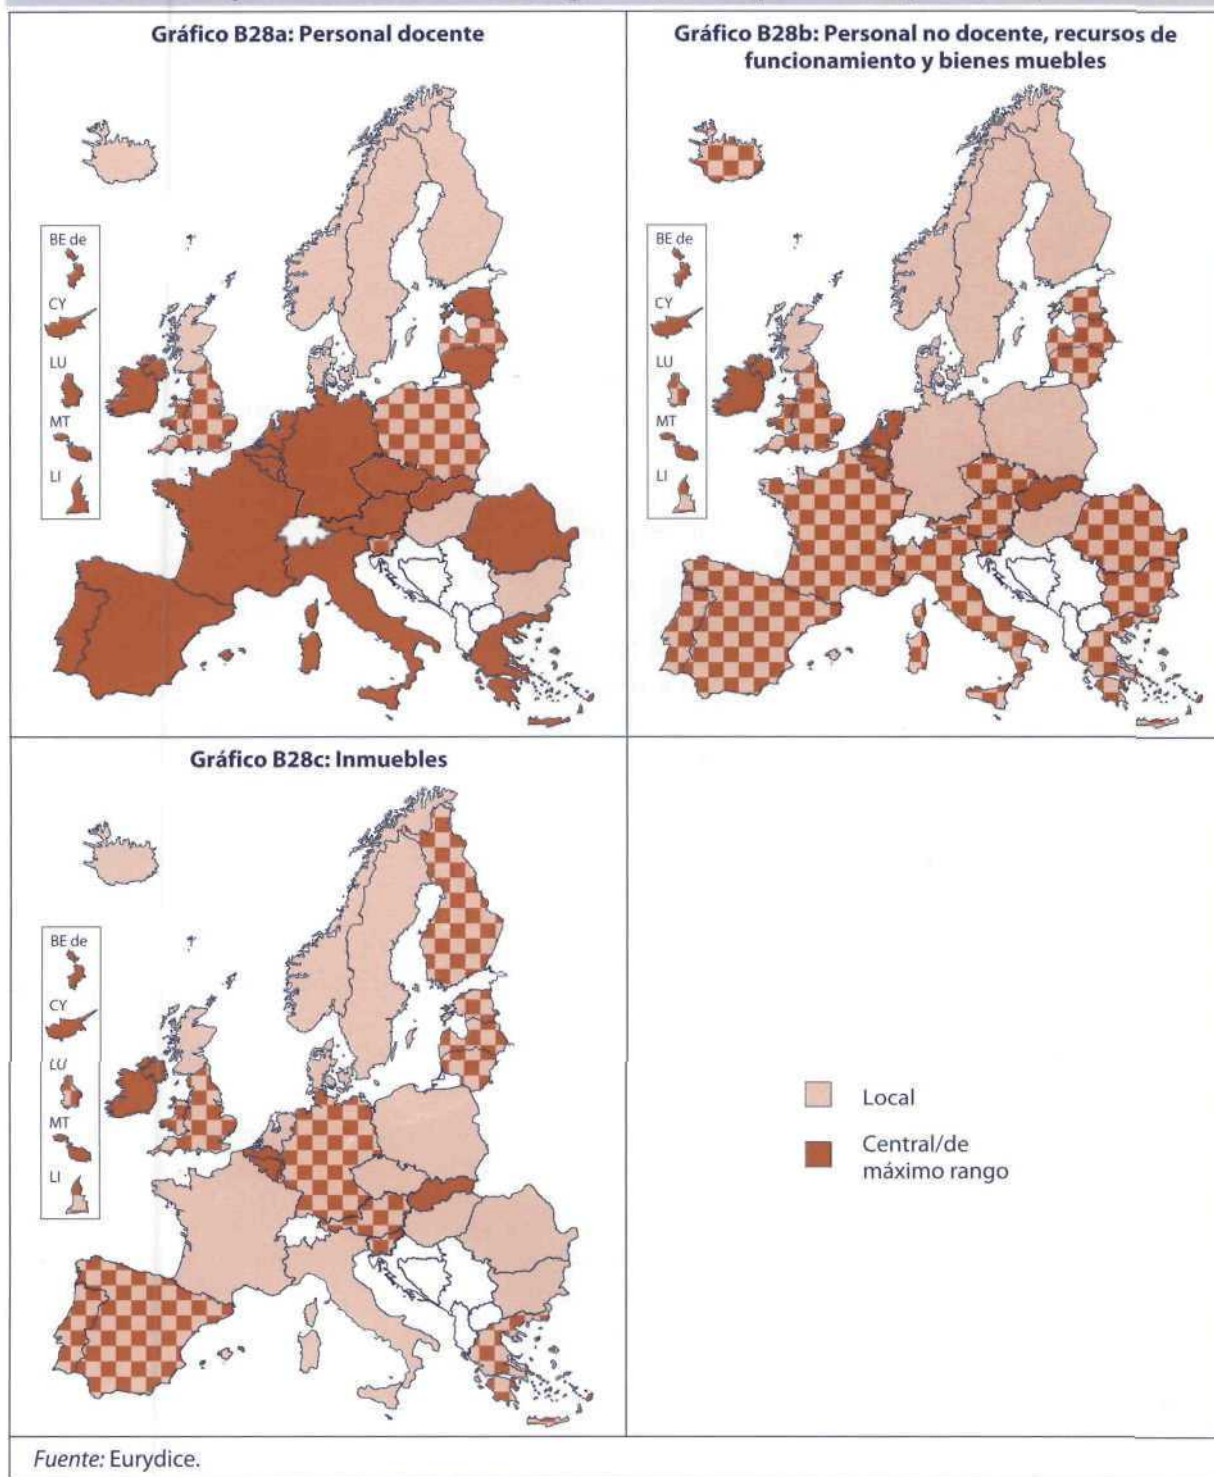 Gráfico B28a: Personal docente
BE de
CY
LU
MT
LI
Gráfico B28b: Personal no docente, recursos de
funcionamiento y bienes muebles
BE de
CY
LU
MT
LI
Gráfico B28c: Inmuebles
BE de
CY
LU
MT
LI
Local
Central/de
máximo rango
Fuente: Eurydice.